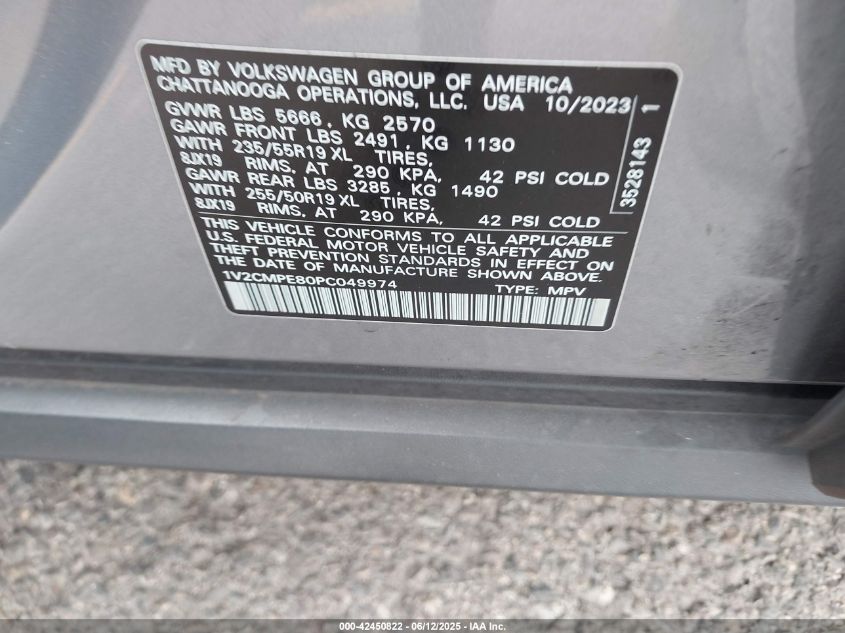 MFD BY VOLKSWAGEN GROUP OF AMERICA
CHATTANOOGA OPERATIONS, LLC. USA 10/2023
GVWR LBS 5666, KG 2570
GAWR FRONT LBS 2491, KG 1130
WITH 235/55R19 XL TIRES,
8JX19 RIMS, AT 290 KPA, 42 PSI COLD
GAWR REAR LBS 3285, KG 1490
WITH 255/50R19 XL TIRES,
8JX19 RIMS, AT 290 KPA, 42 PSI COLD
THIS VEHICLE CONFORMS TO ALL APPLICABLE
U.S. FEDERAL MOTOR VEHICLE SAFETY AND
THEFT PREVENTION STANDARDS IN EFFECT ON
THE DATE OF MANUFACTURE SHOWN ABOVE.
1V2CMPE80PC049974 TYPE: MPV
3528143 1
000-42450822 - 06/12/2025 - IAA Inc.